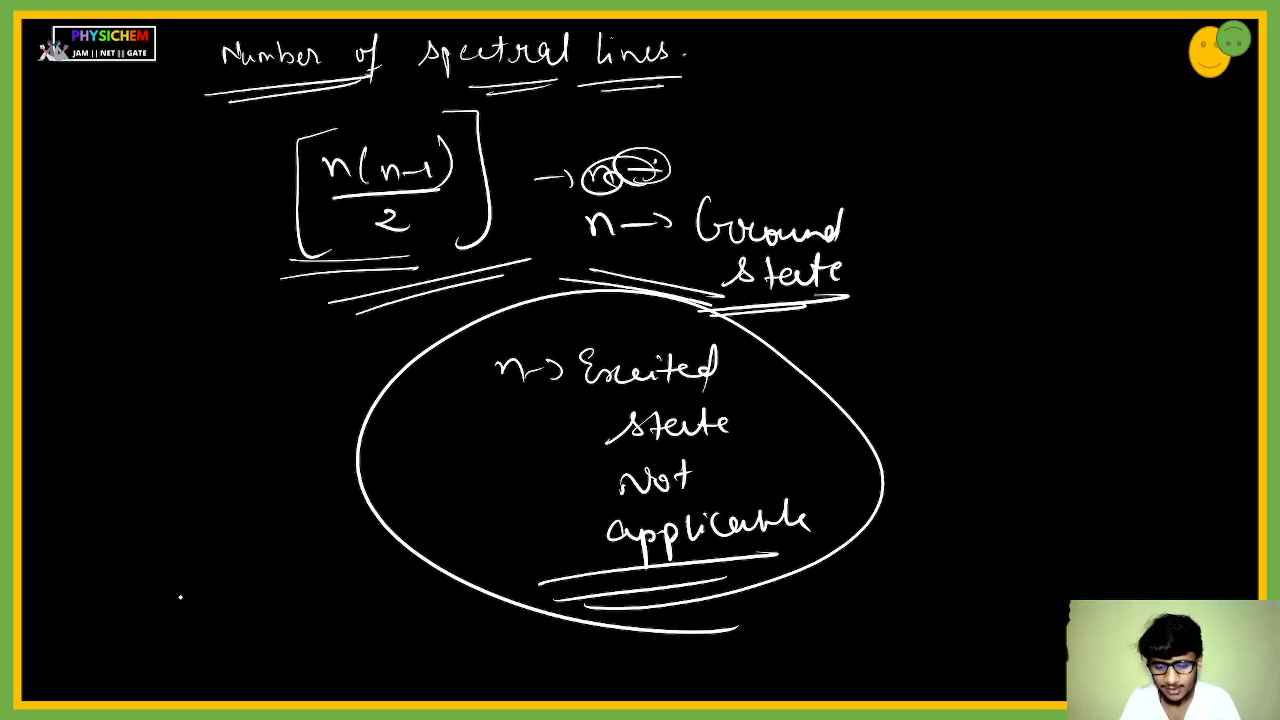 PHYSICHEM
JAM || NET || GATE
Number of spectral lines.
n(n-1)
2
n → Ground
state
n → Excited
state
Not
applicable